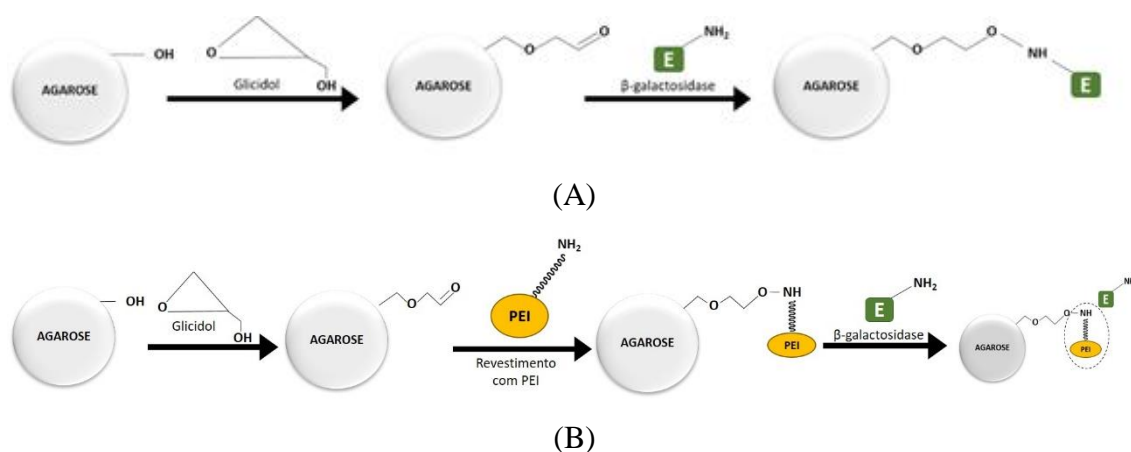 OH
O
OH
AGAROSE
Glicidol
O
O
AGAROSE
NH₂
E
β-galactosidase
O
O
NH
AGAROSE
E
(A)
OH
O
OH
AGAROSE
Glicidol
O
O
AGAROSE
NH₂
PEI
Revestimento
com PEI
O
O
NH
AGAROSE
PEI
NH₂
E
β-galactosidase
O
O
NH
E
AGAROSE
PEI
(B)